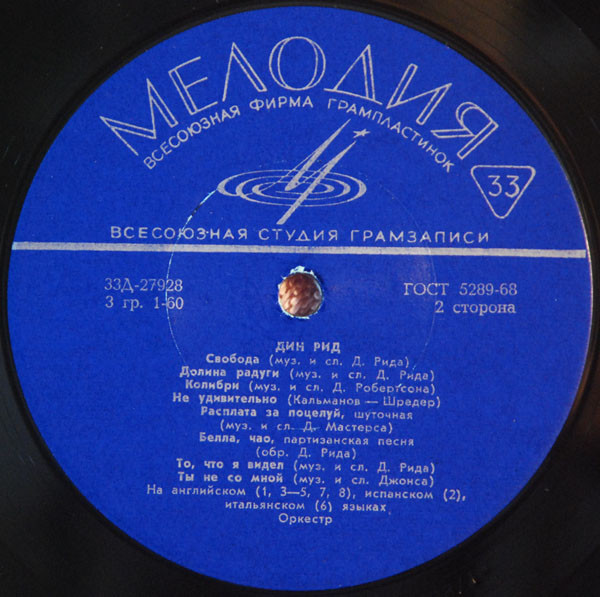 МЕЛОДИЯ
ВСЕСОЮЗНАЯ ФИРМА ГРАМПЛАСТИНОК
33
ВСЕСОЮЗНАЯ СТУДИЯ ГРАМЗАПИСИ
33Д-27928 ГОСТ 5289-68
3 гр. 1-60 2 сторона
ДИН РИД
Свобода (муз. и сл. Д. Рида)
Долина радуги (муз. и сл. Д. Рида)
Колибри (муз. и сл. Д. Робертсона)
Не удивительно (Кальманов — Шредер)
Расплата за поцелуй, шуточная
(муз. и сл. Д. Мастерса)
Белла, чао, партизанская песня
(обр. Д. Рида)
То, что я видел (муз. и сл. Д. Рида)
Ты не со мной (муз. и сл. Джонса)
На английском (1, 3—5, 7, 8), испанском (2),
итальянском (6) языках
Оркестр